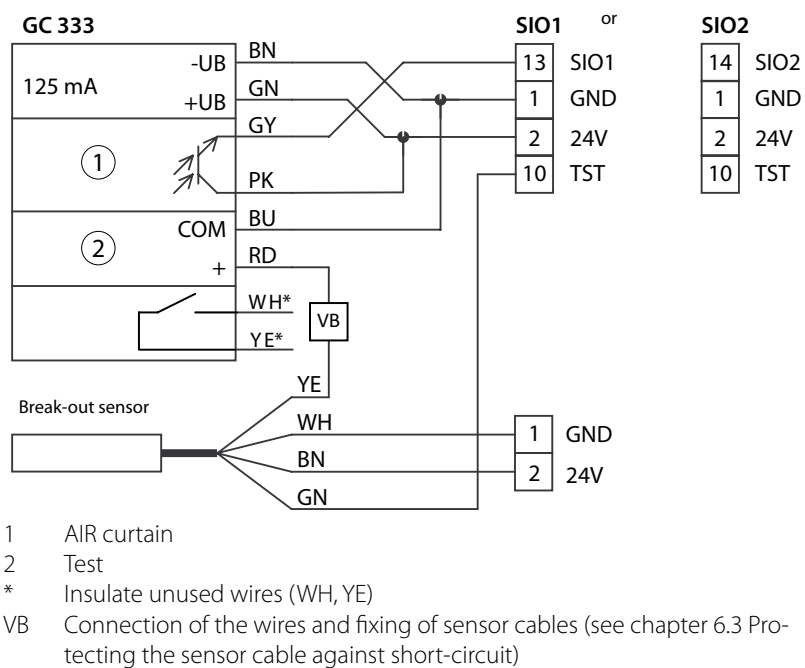 GC 333 SIO1 or SIO2
125 mA -UB BN 13 SIO1 14 SIO2
+UB GN 1 GND 1 GND
GY 2 24V 2 24V
1 PK 10 TST 10 TST
2 COM BU
+ RD
WH*
VB
YE*
YE
Break-out sensor
WH 1 GND
BN 2 24V
GN
1 AIR curtain
2 Test
* Insulate unused wires (WH, YE)
VB Connection of the wires and fixing of sensor cables (see chapter 6.3 Pro-
tecting the sensor cable against short-circuit)